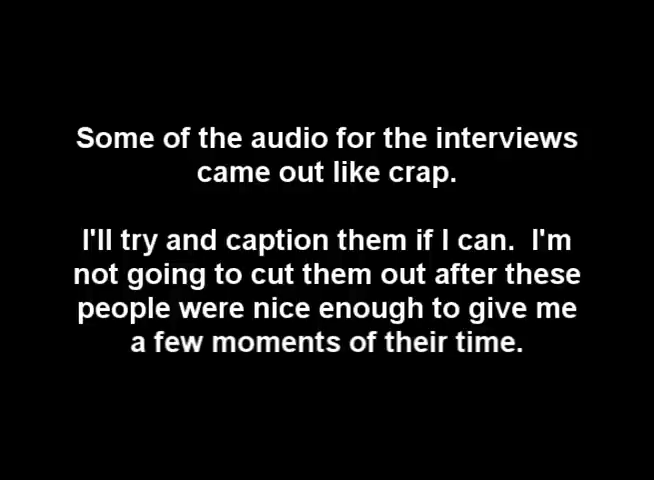 Some of the audio for the interviews
came out like crap.
I'll try and caption them if I can.  I'm
not going to cut them out after these
people were nice enough to give me
a few moments of their time.